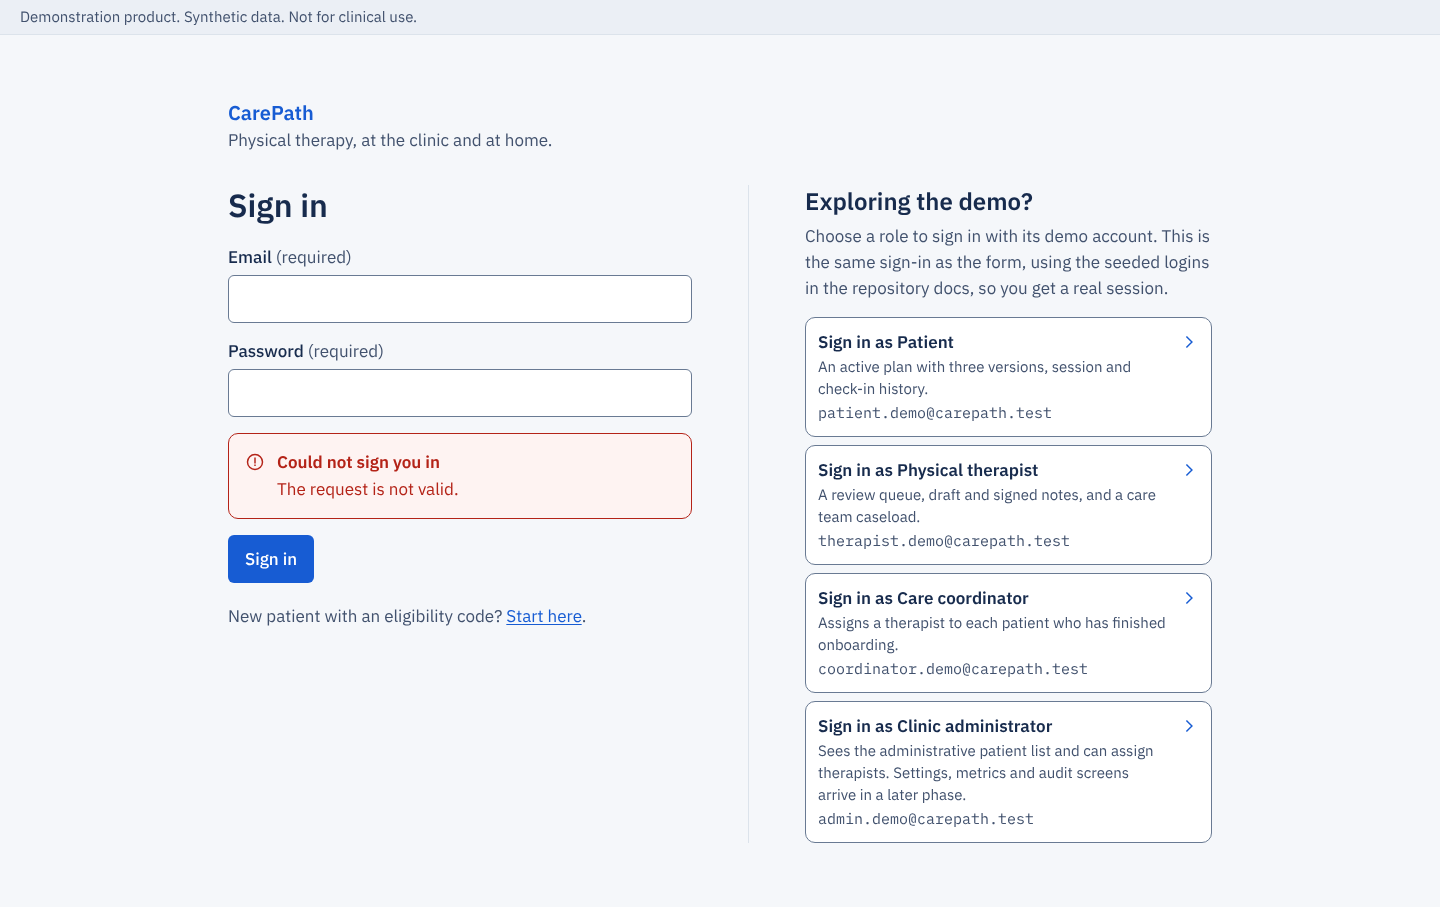 Demonstration product. Synthetic data. Not for clinical use.
CarePath
Physical therapy, at the clinic and at home.
Sign in
Email (required)
Password (required)
Could not sign you in
The request is not valid.
Sign in
New patient with an eligibility code? Start here.
Exploring the demo?
Choose a role to sign in with its demo account. This is
the same sign-in as the form, using the seeded logins
in the repository docs, so you get a real session.
Sign in as Patient
An active plan with three versions, session and
check-in history.
patient.demo@carepath.test
Sign in as Physical therapist
A review queue, draft and signed notes, and a care
team caseload.
therapist.demo@carepath.test
Sign in as Care coordinator
Assigns a therapist to each patient who has finished
onboarding.
coordinator.demo@carepath.test
Sign in as Clinic administrator
Sees the administrative patient list and can assign
therapists. Settings, metrics and audit screens
arrive in a later phase.
admin.demo@carepath.test